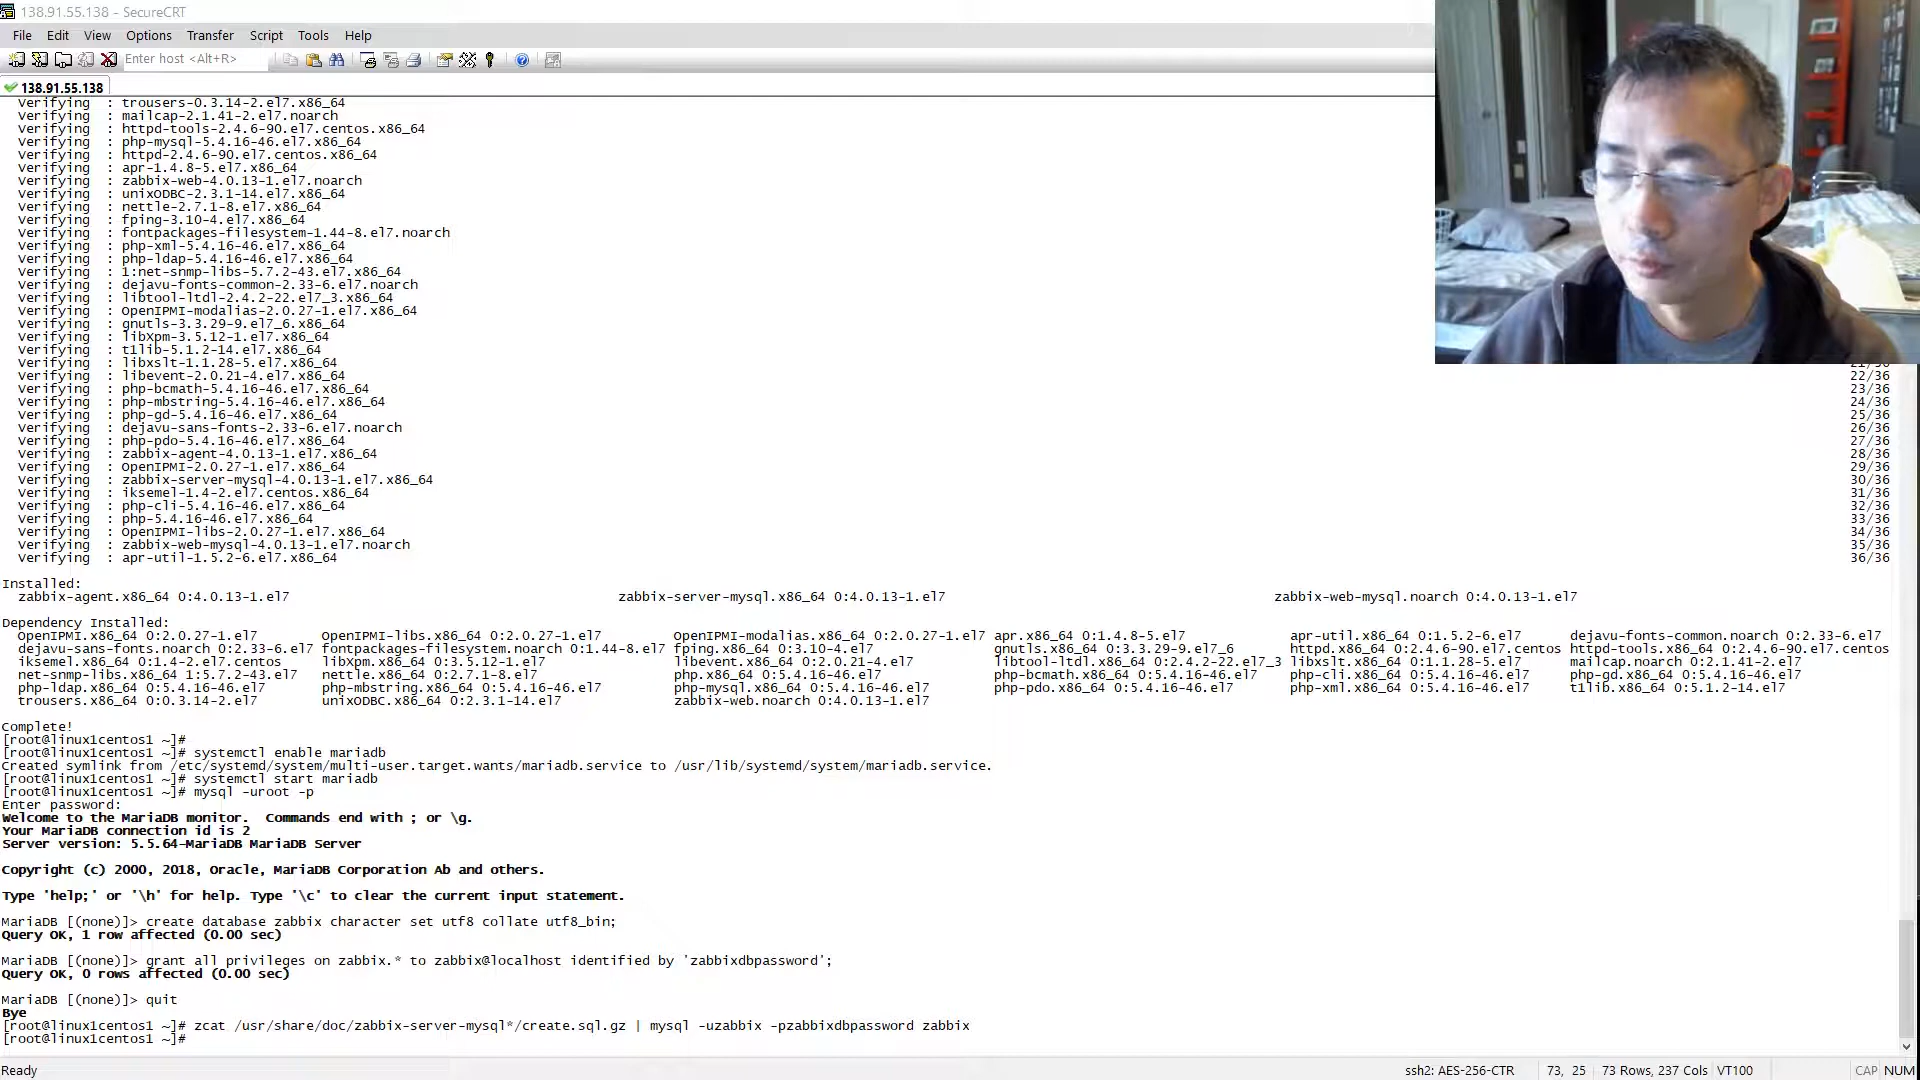 138.91.55.138 - SecureCRT
File Edit View Options Transfer Script Tools Help
Enter host <Alt+R>
138.91.55.138
Verifying  : trousers-0.3.14-2.el7.x86_64
Verifying  : mailcap-2.1.41-2.el7.noarch
Verifying  : httpd-tools-2.4.6-90.el7.centos.x86_64
Verifying  : php-mysql-5.4.16-46.el7.x86_64
Verifying  : httpd-2.4.6-90.el7.centos.x86_64
Verifying  : apr-1.4.8-5.el7.x86_64
Verifying  : zabbix-web-4.0.13-1.el7.noarch
Verifying  : unixODBC-2.3.1-14.el7.x86_64
Verifying  : nettle-2.7.1-8.el7.x86_64
Verifying  : fping-3.10-4.el7.x86_64
Verifying  : fontpackages-filesystem-1.44-8.el7.noarch
Verifying  : php-xml-5.4.16-46.el7.x86_64
Verifying  : php-ldap-5.4.16-46.el7.x86_64
Verifying  : 1:net-snmp-libs-5.7.2-43.el7.x86_64
Verifying  : dejavu-fonts-common-2.33-6.el7.noarch
Verifying  : libtool-ltdl-2.4.2-22.el7_3.x86_64
Verifying  : OpenIPMI-modalias-2.0.27-1.el7.x86_64
Verifying  : gnutls-3.3.29-9.el7_6.x86_64
Verifying  : libXpm-3.5.12-1.el7.x86_64
Verifying  : t1lib-5.1.2-14.el7.x86_64
Verifying  : libxslt-1.1.28-5.el7.x86_64 21/36
Verifying  : libevent-2.0.21-4.el7.x86_64 22/36
Verifying  : php-bcmath-5.4.16-46.el7.x86_64 23/36
Verifying  : php-mbstring-5.4.16-46.el7.x86_64 24/36
Verifying  : php-gd-5.4.16-46.el7.x86_64 25/36
Verifying  : dejavu-sans-fonts-2.33-6.el7.noarch 26/36
Verifying  : php-pdo-5.4.16-46.el7.x86_64 27/36
Verifying  : zabbix-agent-4.0.13-1.el7.x86_64 28/36
Verifying  : OpenIPMI-2.0.27-1.el7.x86_64 29/36
Verifying  : zabbix-server-mysql-4.0.13-1.el7.x86_64 30/36
Verifying  : iksemel-1.4-2.el7.centos.x86_64 31/36
Verifying  : php-cli-5.4.16-46.el7.x86_64 32/36
Verifying  : php-5.4.16-46.el7.x86_64 33/36
Verifying  : OpenIPMI-libs-2.0.27-1.el7.x86_64 34/36
Verifying  : zabbix-web-mysql-4.0.13-1.el7.noarch 35/36
Verifying  : apr-util-1.5.2-6.el7.x86_64 36/36
Installed:
zabbix-agent.x86_64 0:4.0.13-1.el7 zabbix-server-mysql.x86_64 0:4.0.13-1.el7 zabbix-web-mysql.noarch 0:4.0.13-1.el7
Dependency Installed:
OpenIPMI.x86_64 0:2.0.27-1.el7 OpenIPMI-libs.x86_64 0:2.0.27-1.el7 OpenIPMI-modalias.x86_64 0:2.0.27-1.el7 apr.x86_64 0:1.4.8-5.el7 apr-util.x86_64 0:1.5.2-6.el7 dejavu-fonts-common.noarch 0:2.33-6.el7
dejavu-sans-fonts.noarch 0:2.33-6.el7 fontpackages-filesystem.noarch 0:1.44-8.el7 fping.x86_64 0:3.10-4.el7 gnutls.x86_64 0:3.3.29-9.el7_6 httpd.x86_64 0:2.4.6-90.el7.centos httpd-tools.x86_64 0:2.4.6-90.el7.centos
iksemel.x86_64 0:1.4-2.el7.centos libXpm.x86_64 0:3.5.12-1.el7 libevent.x86_64 0:2.0.21-4.el7 libtool-ltdl.x86_64 0:2.4.2-22.el7_3 libxslt.x86_64 0:1.1.28-5.el7 mailcap.noarch 0:2.1.41-2.el7
net-snmp-libs.x86_64 1:5.7.2-43.el7 nettle.x86_64 0:2.7.1-8.el7 php.x86_64 0:5.4.16-46.el7 php-bcmath.x86_64 0:5.4.16-46.el7 php-cli.x86_64 0:5.4.16-46.el7 php-gd.x86_64 0:5.4.16-46.el7
php-ldap.x86_64 0:5.4.16-46.el7 php-mbstring.x86_64 0:5.4.16-46.el7 php-mysql.x86_64 0:5.4.16-46.el7 php-pdo.x86_64 0:5.4.16-46.el7 php-xml.x86_64 0:5.4.16-46.el7 t1lib.x86_64 0:5.1.2-14.el7
trousers.x86_64 0:0.3.14-2.el7 unixODBC.x86_64 0:2.3.1-14.el7 zabbix-web.noarch 0:4.0.13-1.el7
Complete!
[root@linux1centos1 ~]#
[root@linux1centos1 ~]# systemctl enable mariadb
Created symlink from /etc/systemd/system/multi-user.target.wants/mariadb.service to /usr/lib/systemd/system/mariadb.service.
[root@linux1centos1 ~]# systemctl start mariadb
[root@linux1centos1 ~]# mysql -uroot -p
Enter password:
Welcome to the MariaDB monitor.  Commands end with ; or \g.
Your MariaDB connection id is 2
Server version: 5.5.64-MariaDB MariaDB Server
Copyright (c) 2000, 2018, Oracle, MariaDB Corporation Ab and others.
Type 'help;' or '\h' for help. Type '\c' to clear the current input statement.
MariaDB [(none)]> create database zabbix character set utf8 collate utf8_bin;
Query OK, 1 row affected (0.00 sec)
MariaDB [(none)]> grant all privileges on zabbix.* to zabbix@localhost identified by 'zabbixdbpassword';
Query OK, 0 rows affected (0.00 sec)
MariaDB [(none)]> quit
Bye
[root@linux1centos1 ~]# zcat /usr/share/doc/zabbix-server-mysql*/create.sql.gz | mysql -uzabbix -pzabbixdbpassword zabbix
[root@linux1centos1 ~]#
Ready ssh2: AES-256-CTR 73, 25 73 Rows, 237 Cols VT100 CAP NUM